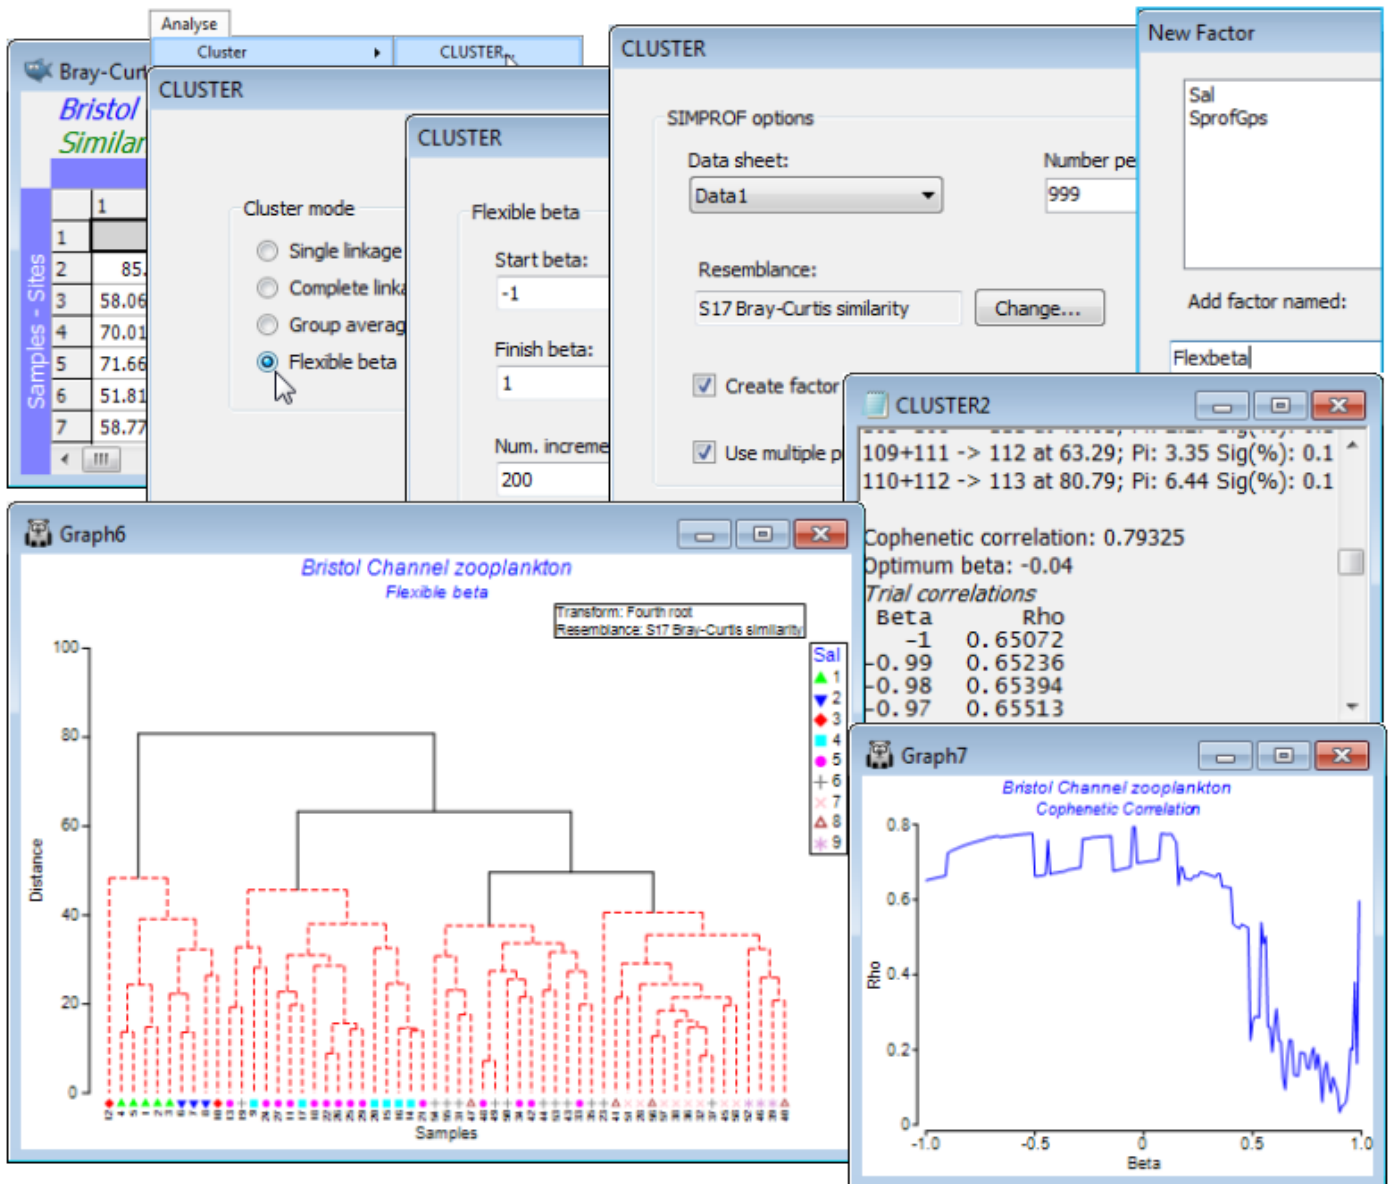 Analyse
Cluster
CLUSTER
Bray-Curt
Bristol
Similar
Samples - Sites
1
1
2 85.
3 58.06
4 70.01
5 71.66
6 51.81
7 58.77
CLUSTER
Cluster mode
Single linkage
Complete linka
Group averag
Flexible beta
CLUSTER
Flexible beta
Start beta:
-1
Finish beta:
1
Num. increme
200
CLUSTER
SIMPROF options
Data sheet:
Data1
Number pe
999
Resemblance:
S17 Bray-Curtis similarity
Change...
Create factor
Use multiple p
New Factor
Sal
SprofGps
Add factor named:
Flexbeta
CLUSTER2
109+111 -> 112 at 63.29; Pi: 3.35 Sig(%): 0.1
110+112 -> 113 at 80.79; Pi: 6.44 Sig(%): 0.1
Cophenetic correlation: 0.79325
Optimum beta: -0.04
Trial correlations
Beta Rho
-1 0.65072
-0.99 0.65236
-0.98 0.65394
-0.97 0.65513
Graph6
Bristol Channel zooplankton
Flexible beta
Transform: Fourth root
Resemblance: S17 Bray-Curtis similarity
Sal
1
2
3
4
5
6
7
8
9
100
80
60
40
20
0
Distance
Samples
Graph7
Bristol Channel zooplankton
Cophenetic Correlation
0.8
0.6
0.4
0.2
0
Rho
-1.0 -0.5 0 0.5 1.0
Beta